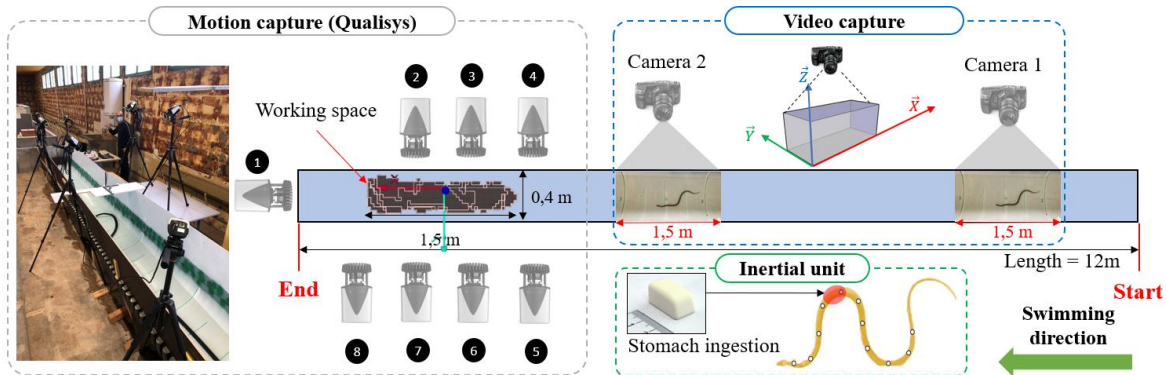 Motion capture (Qualisys)
Video capture
2
3
4
Working space
1
0,4 m
1,5 m
8
7
6
5
End
Camera 2
Camera 1
Z
X
Y
1,5 m
1,5 m
Length = 12m
Start
Inertial unit
Stomach ingestion
Swimming
direction